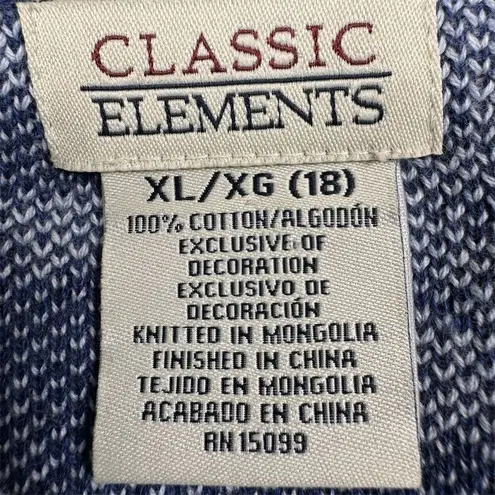 CLASSIC
ELEMENTS
XL/XG (18)
100% COTTON/ALGODÓN
EXCLUSIVE OF
DECORATION
EXCLUSIVO DE
DECORACIÓN
KNITTED IN MONGOLIA
FINISHED IN CHINA
TEJIDO EN MONGOLIA
ACABADO EN CHINA
RN 15099